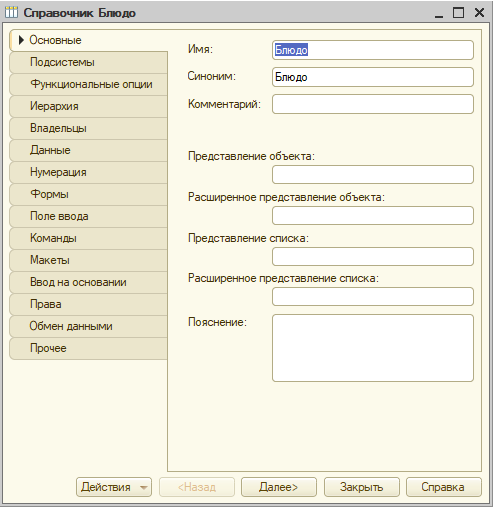 Справочник Блюдо
Основные
Подсистемы
Функциональные опции
Иерархия
Владельцы
Данные
Нумерация
Формы
Поле ввода
Команды
Макеты
Ввод на основании
Права
Обмен данными
Прочее
Имя: Блюдо
Синоним: Блюдо
Комментарий:
Представление объекта:
Расширенное представление объекта:
Представление списка:
Расширенное представление списка:
Пояснение:
Действия <Назад Далее> Закрыть Справка